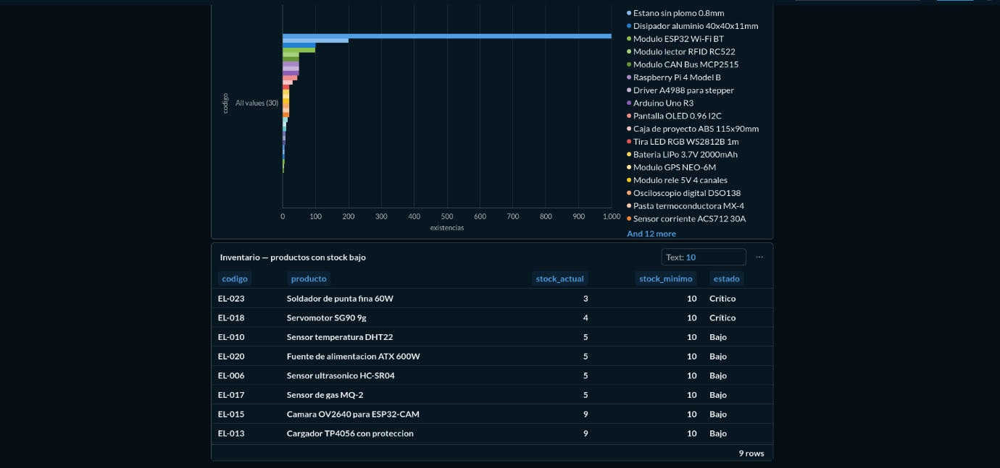 Estano sin plomo 0.8mm
Disipador aluminio 40x40x11mm
Modulo ESP32 Wi-Fi BT
Modulo lector RFID RC522
Modulo CAN Bus MCP2515
Raspberry Pi 4 Model B
Driver A4988 para stepper
Arduino Uno R3
Pantalla OLED 0.96 I2C
Caja de proyecto ABS 115x90mm
Tira LED RGB WS2812B 1m
Bateria LiPo 3.7V 2000mAh
Modulo GPS NEO-6M
Modulo rele 5V 4 canales
Osciloscopio digital DSO138
Pasta termoconductora MX-4
Sensor corriente ACS712 30A
And 12 more
codigo
All values (30)
0 100 200 300 400 500 600 700 800 900 1,000
existencias
Inventario — productos con stock bajo
Text: 10
codigo producto stock_actual stock_minimo estado
EL-023 Soldador de punta fina 60W 3 10 Crítico
EL-018 Servomotor SG90 9g 4 10 Crítico
EL-010 Sensor temperatura DHT22 5 10 Bajo
EL-020 Fuente de alimentacion ATX 600W 5 10 Bajo
EL-006 Sensor ultrasonico HC-SR04 5 10 Bajo
EL-017 Sensor de gas MQ-2 5 10 Bajo
EL-015 Camara OV2640 para ESP32-CAM 9 10 Bajo
EL-013 Cargador TP4056 con proteccion 9 10 Bajo
9 rows